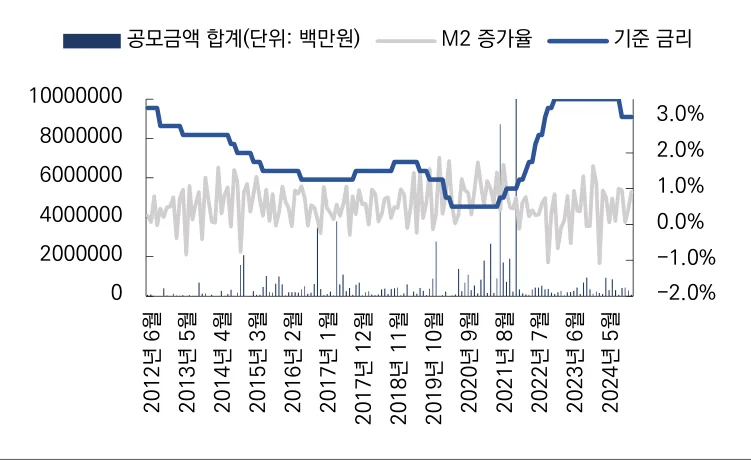 공모금액 합계(단위: 백만원) M2 증가율 기준 금리
10000000
8000000
6000000
4000000
2000000
0
3.0%
2.0%
1.0%
0.0%
-1.0%
-2.0%
2012년 6월
2013년 5월
2014년 4월
2015년 3월
2016년 2월
2017년 1월
2017년 12월
2018년 11월
2019년 10월
2020년 9월
2021년 8월
2022년 7월
2023년 6월
2024년 5월